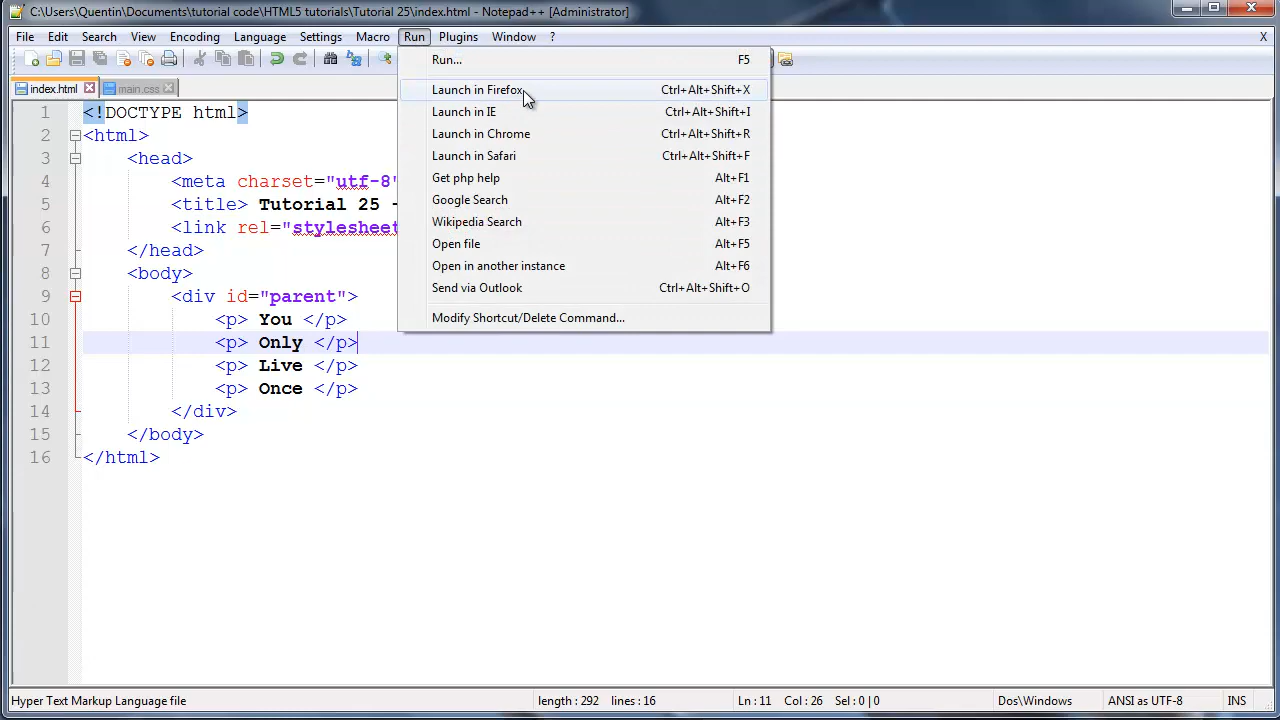 C:\Users\Quentin\Documents\tutorial code\HTML5 tutorials\Tutorial 25\index.html - Notepad++ [Administrator]
File Edit Search View Encoding Language Settings Macro Run Plugins Window ? X
index.html main.css
Run... F5
Launch in Firefox Ctrl+Alt+Shift+X
Launch in IE Ctrl+Alt+Shift+I
Launch in Chrome Ctrl+Alt+Shift+R
Launch in Safari Ctrl+Alt+Shift+F
Get php help Alt+F1
Google Search Alt+F2
Wikipedia Search Alt+F3
Open file Alt+F5
Open in another instance Alt+F6
Send via Outlook Ctrl+Alt+Shift+O
Modify Shortcut/Delete Command...
1 <!DOCTYPE html>
2 <html>
3 <head>
4 <meta charset="utf-8"
5 <title> Tutorial 25 -
6 <link rel="stylesheet
7 </head>
8 <body>
9 <div id="parent">
10 <p> You </p>
11 <p> Only </p>
12 <p> Live </p>
13 <p> Once </p>
14 </div>
15 </body>
16 </html>
Hyper Text Markup Language file length : 292 lines : 16 Ln : 11 Col : 26 Sel : 0 | 0 Dos\Windows ANSI as UTF-8 INS